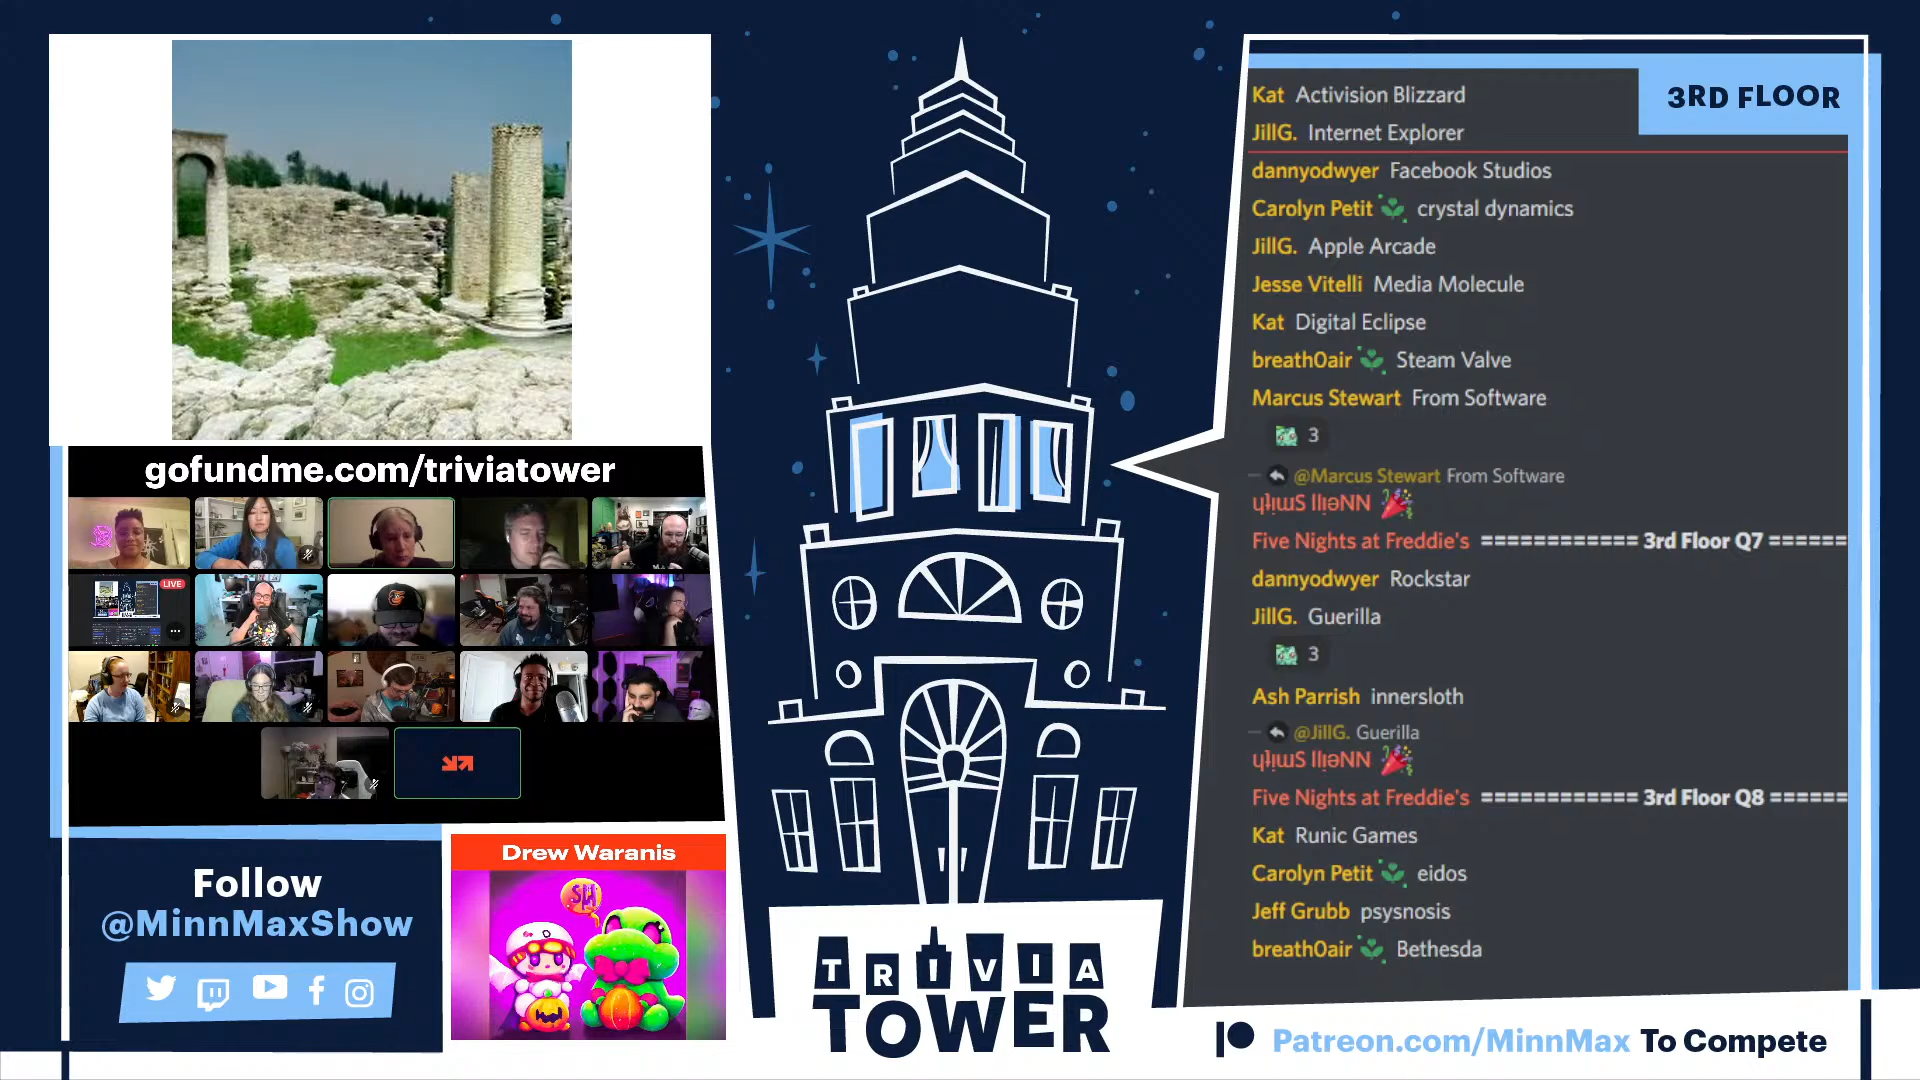 3RD FLOOR
Kat Activision Blizzard
JillG. Internet Explorer
dannyodwyer Facebook Studios
Carolyn Petit crystal dynamics
JillG. Apple Arcade
Jesse Vitelli Media Molecule
Kat Digital Eclipse
breath0air Steam Valve
Marcus Stewart From Software
3
@Marcus Stewart From Software
ɥʇᴉɯS llᴉǝNN
Five Nights at Freddie's ============ 3rd Floor Q7 ======
dannyodwyer Rockstar
JillG. Guerilla
3
Ash Parrish innersloth
@JillG. Guerilla
ɥʇᴉɯS llᴉǝNN
Five Nights at Freddie's ============ 3rd Floor Q8 ======
Kat Runic Games
Carolyn Petit eidos
Jeff Grubb psysnosis
breath0air Bethesda
gofundme.com/triviatower
LIVE
Follow
@MinnMaxShow
Drew Waranis
TRIVIA
TOWER
Patreon.com/MinnMax To Compete